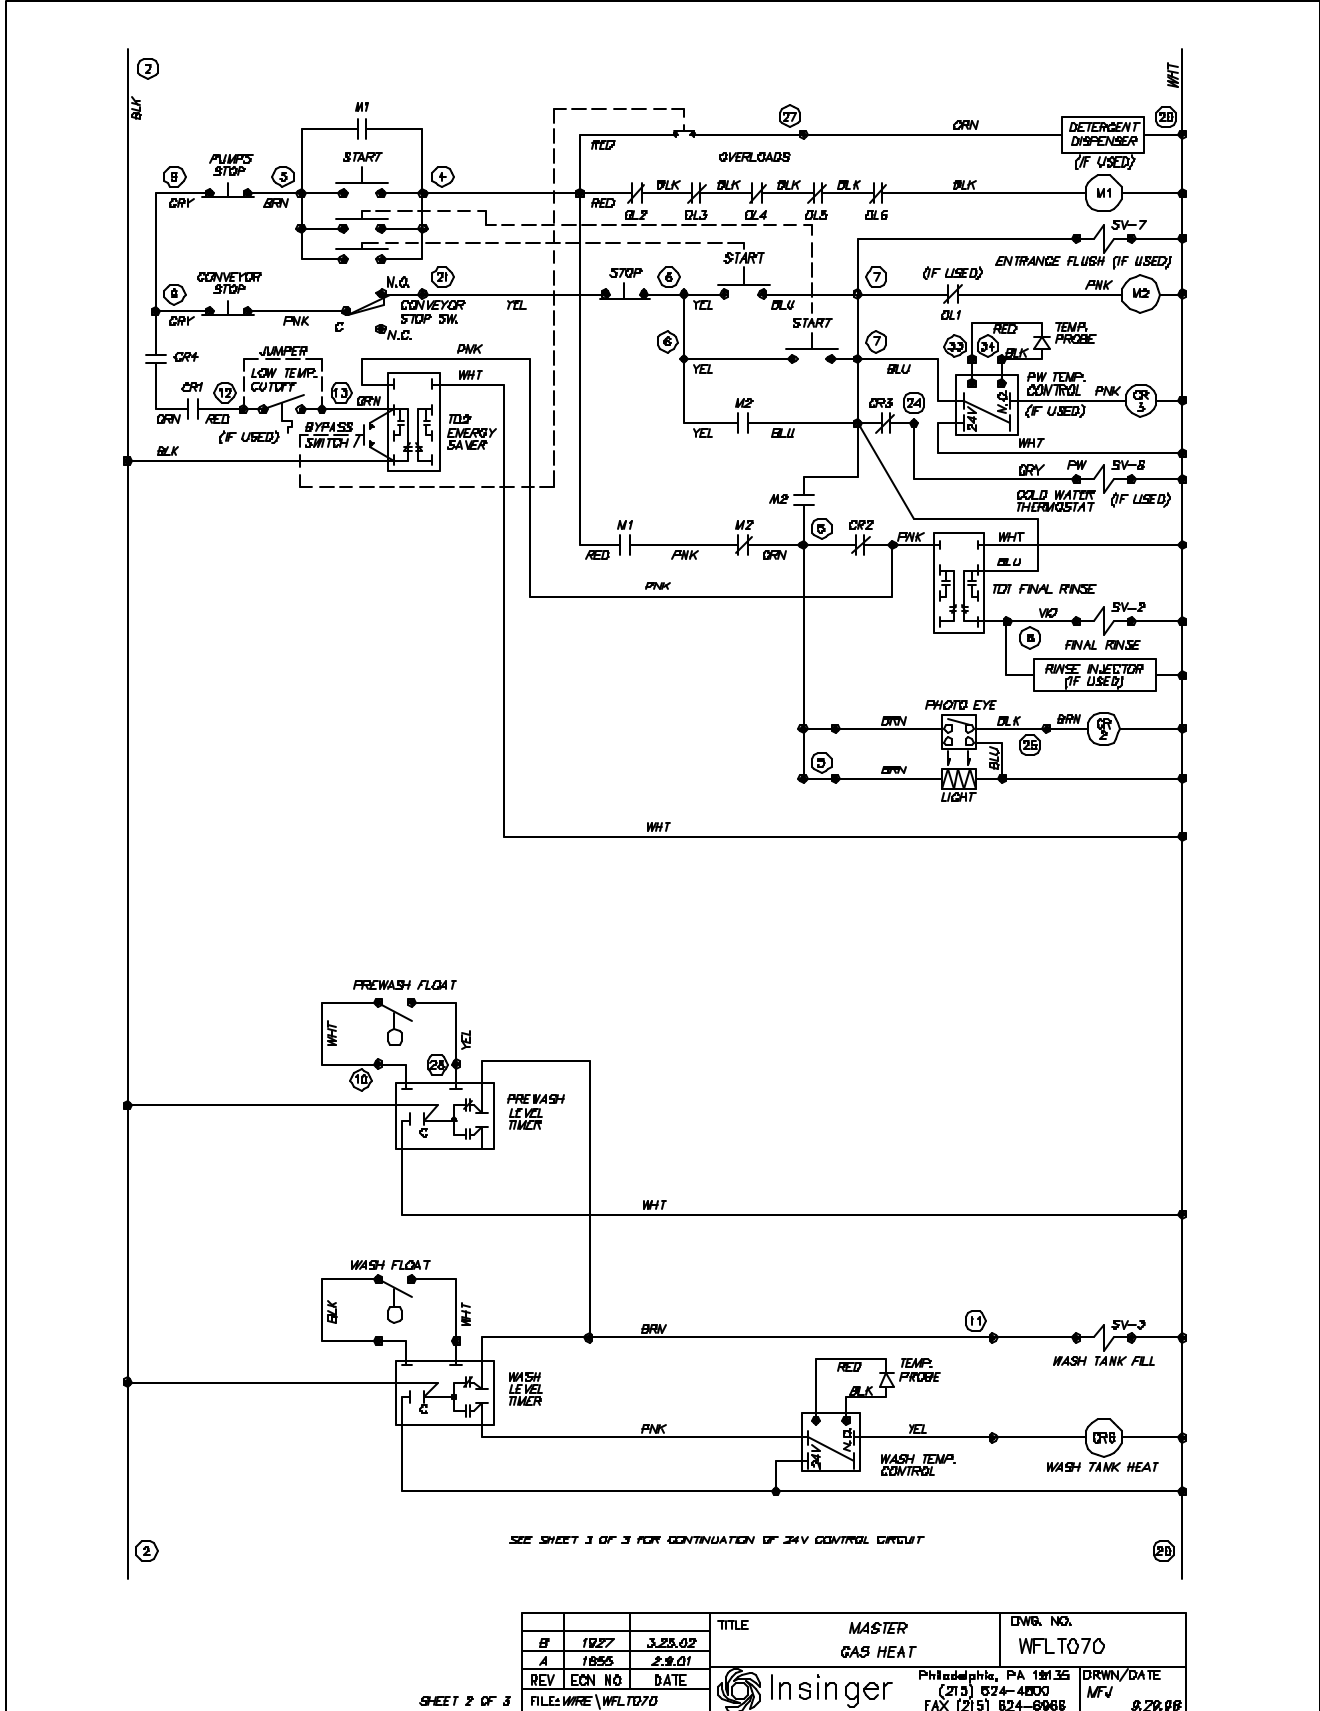 2
BLK
WHT
M1
27
ORN
20
RED
DETERGENT
DISPENSER
(IF USED)
PUMPS
STOP
START
OVERLOADS
3
4
BLK BLK BLK BLK BLK
GRY
BRN
RED
OL2 OL3 OL4 OL5 OL6
M1
SV-7
ENTRANCE FLUSH (IF USED)
CONVEYOR
STOP
N.O.
21
STOP
6
START
7
(IF USED)
PNK
M2
9
GRY
PNK
C
CONVEYOR
STOP SW.
N.C.
YEL
YEL
BLU
OL1
START
6
7
33
34
RED
BLK
TEMP.
PROBE
CR4
JUMPER
PNK
WHT
YEL
BLU
LOW TEMP.
CUTOFF
CR1
12
13
PW TEMP.
CONTROL
(IF USED)
PNK
CR
3
24V
N.O.
ORN
RED
(IF USED)
ORN
BYPASS
SWITCH
TD2
ENERGY
SAVER
M2
CR3
24
YEL
BLU
WHT
BLK
GRY
PW
SV-8
COLD WATER
THERMOSTAT
(IF USED)
M2
M1
M2
5
CR2
PNK
WHT
RED
PNK
ORN
BLU
PNK
TD1 FINAL RINSE
VIO
SV-2
8
FINAL RINSE
RINSE INJECTOR
(IF USED)
PHOTO EYE
BRN
BLK
BRN
CR
2
5
26
BLU
BRN
LIGHT
WHT
PREWASH FLOAT
WHT
YEL
10
PREWASH
LEVEL
TIMER
C
WHT
WASH FLOAT
BLK
WHT
BRN
11
SV-3
WASH TANK FILL
WASH
LEVEL
TIMER
C
RED
BLK
TEMP.
PROBE
PNK
24V
N.O.
YEL
WASH TEMP.
CONTROL
WASH TANK HEAT
SEE SHEET 3 OF 3 FOR CONTINUATION OF 24V CONTROL CIRCUIT
2
20
TITLE
MASTER
GAS HEAT
DWG. NO.
WFLT070
B 1927 3.25.02
A 1855 2.9.01
REV ECN NO DATE
SHEET 2 OF 3
FILE:WIRE\WFLT070
Insinger
Philadelphia, PA 19135
(215) 624-4800
FAX (215) 624-6966
DRWN/DATE
MFJ